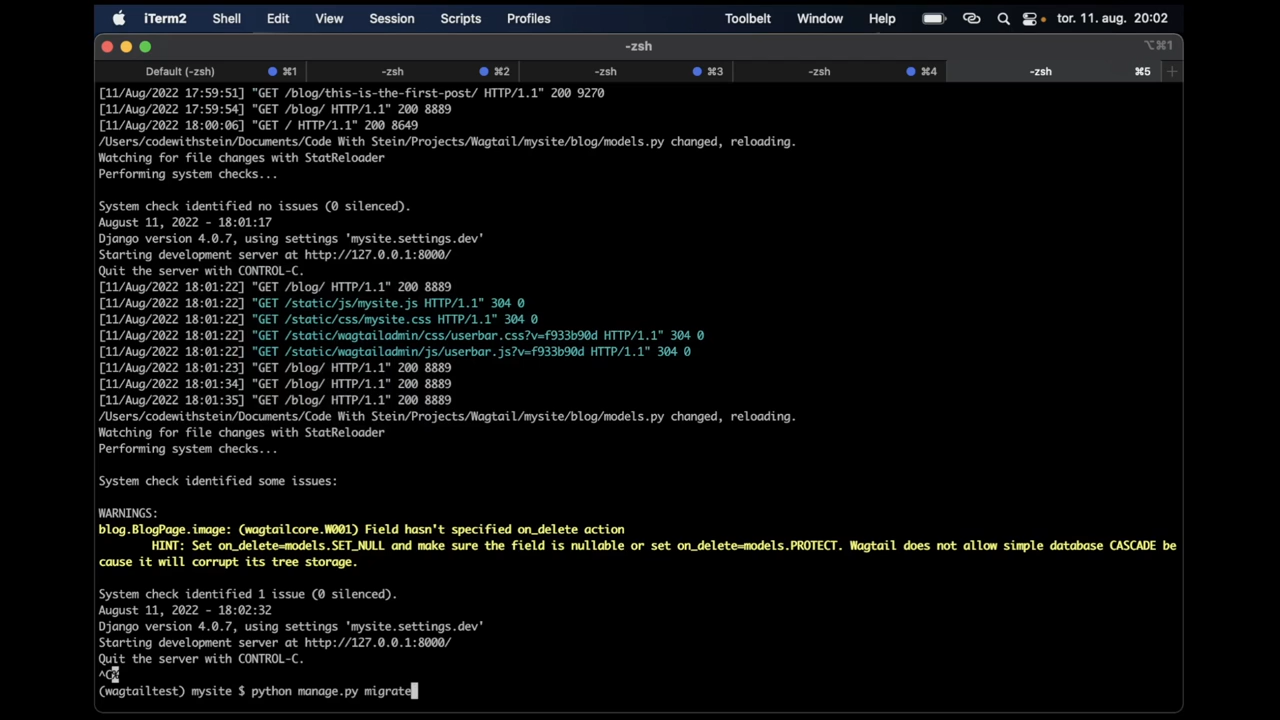 iTerm2 Shell Edit View Session Scripts Profiles Toolbelt Window Help tor. 11. aug. 20:02
-zsh ⌥⌘1
Default (-zsh) ⌘1 -zsh ⌘2 -zsh ⌘3 -zsh ⌘4 -zsh ⌘5 +
[11/Aug/2022 17:59:51] "GET /blog/this-is-the-first-post/ HTTP/1.1" 200 9270
[11/Aug/2022 17:59:54] "GET /blog/ HTTP/1.1" 200 8889
[11/Aug/2022 18:00:06] "GET / HTTP/1.1" 200 8649
/Users/codewithstein/Documents/Code With Stein/Projects/Wagtail/mysite/blog/models.py changed, reloading.
Watching for file changes with StatReloader
Performing system checks...
System check identified no issues (0 silenced).
August 11, 2022 - 18:01:17
Django version 4.0.7, using settings 'mysite.settings.dev'
Starting development server at http://127.0.0.1:8000/
Quit the server with CONTROL-C.
[11/Aug/2022 18:01:22] "GET /blog/ HTTP/1.1" 200 8889
[11/Aug/2022 18:01:22] "GET /static/js/mysite.js HTTP/1.1" 304 0
[11/Aug/2022 18:01:22] "GET /static/css/mysite.css HTTP/1.1" 304 0
[11/Aug/2022 18:01:22] "GET /static/wagtailadmin/css/userbar.css?v=f933b90d HTTP/1.1" 304 0
[11/Aug/2022 18:01:22] "GET /static/wagtailadmin/js/userbar.js?v=f933b90d HTTP/1.1" 304 0
[11/Aug/2022 18:01:23] "GET /blog/ HTTP/1.1" 200 8889
[11/Aug/2022 18:01:34] "GET /blog/ HTTP/1.1" 200 8889
[11/Aug/2022 18:01:35] "GET /blog/ HTTP/1.1" 200 8889
/Users/codewithstein/Documents/Code With Stein/Projects/Wagtail/mysite/blog/models.py changed, reloading.
Watching for file changes with StatReloader
Performing system checks...
System check identified some issues:
WARNINGS:
blog.BlogPage.image: (wagtailcore.W001) Field hasn't specified on_delete action
HINT: Set on_delete=models.SET_NULL and make sure the field is nullable or set on_delete=models.PROTECT. Wagtail does not allow simple database CASCADE be
cause it will corrupt its tree storage.
System check identified 1 issue (0 silenced).
August 11, 2022 - 18:02:32
Django version 4.0.7, using settings 'mysite.settings.dev'
Starting development server at http://127.0.0.1:8000/
Quit the server with CONTROL-C.
^C%
(wagtailtest) mysite $ python manage.py migrate